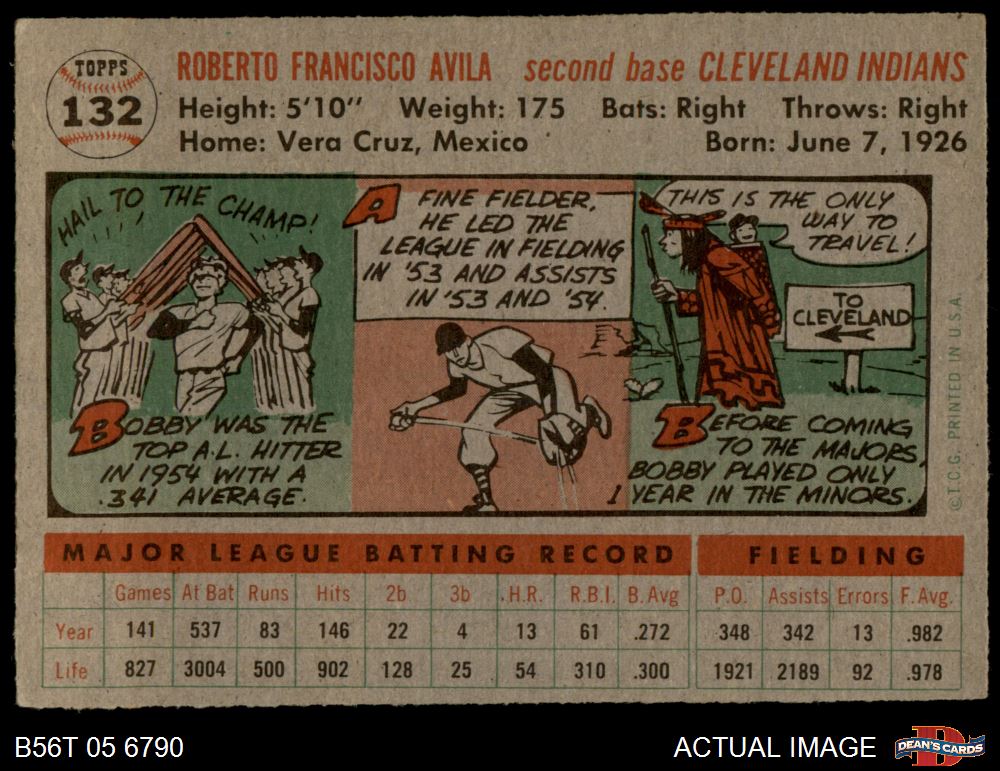 TOPPS
132
ROBERTO FRANCISCO AVILA second base CLEVELAND INDIANS
Height: 5'10" Weight: 175 Bats: Right Throws: Right
Home: Vera Cruz, Mexico Born: June 7, 1926
HAIL TO THE CHAMP!
BOBBY WAS THE
TOP A.L. HITTER
IN 1954 WITH A
.341 AVERAGE.
A FINE FIELDER,
HE LED THE
LEAGUE IN FIELDING
IN '53 AND ASSISTS
IN '53 AND '54.
THIS IS THE ONLY
WAY TO
TRAVEL!
TO
CLEVELAND
BEFORE COMING
TO THE MAJORS,
BOBBY PLAYED ONLY
1 YEAR IN THE MINORS.
© T.C.G. PRINTED IN U.S.A.
MAJOR LEAGUE BATTING RECORD FIELDING
Games At Bat Runs Hits 2b 3b H.R. R.B.I. B. Avg P.O. Assists Errors F. Avg.
Year 141 537 83 146 22 4 13 61 .272 348 342 13 .982
Life 827 3004 500 902 128 25 54 310 .300 1921 2189 92 .978
B56T 05 6790 ACTUAL IMAGE
D
DEAN'S CARDS